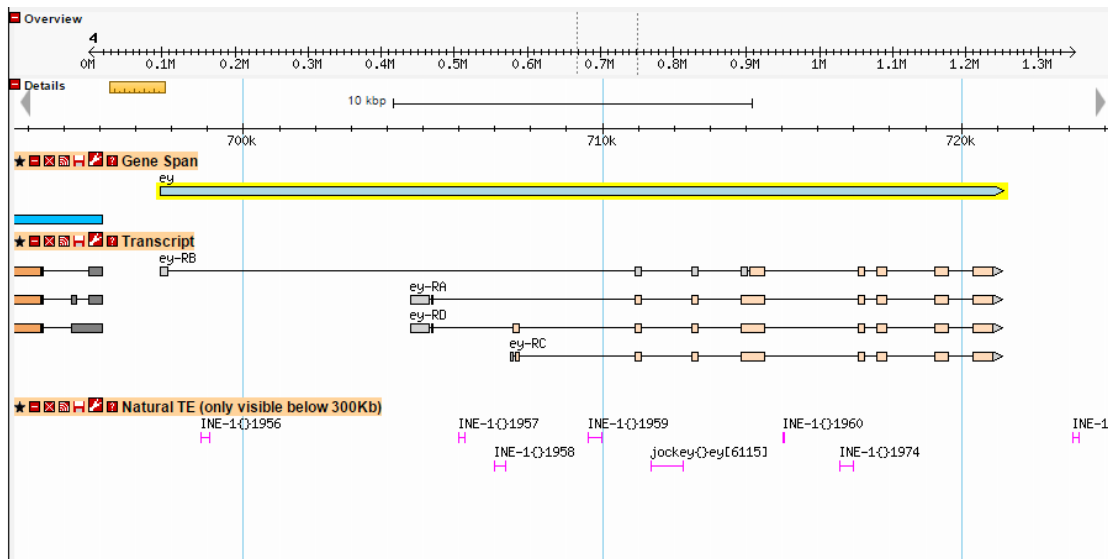 Overview
4
0M 0.1M 0.2M 0.3M 0.4M 0.5M 0.6M 0.7M 0.8M 0.9M 1M 1.1M 1.2M 1.3M
Details
10 kbp
700k 710k 720k
Gene Span
ey
Transcript
ey-RB
ey-RA
ey-RD
ey-RC
Natural TE (only visible below 300Kb)
INE-1{}1956 INE-1{}1957 INE-1{}1959 INE-1{}1960 INE-1
INE-1{}1958 jockey{}ey[6115] INE-1{}1974